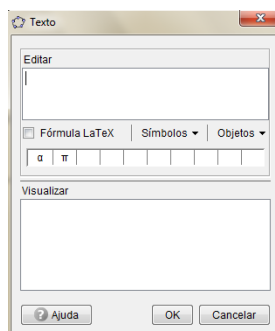 Texto
Editar
Fórmula LaTeX Símbolos Objetos
α π
Visualizar
Ajuda OK Cancelar